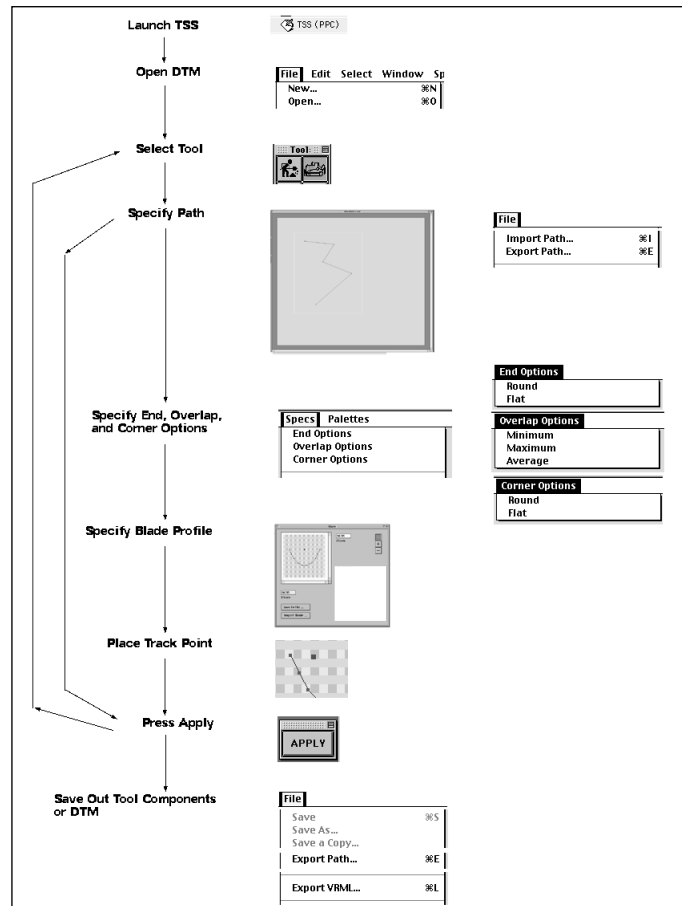 Launch TSS
TSS (PPC)
Open DTM
File Edit Select Window Sp
New... ⌘N
Open... ⌘O
Select Tool
Tool
Specify Path
File
Import Path... ⌘I
Export Path... ⌘E
Specify End, Overlap,
and Corner Options
Specs Palettes
End Options
Overlap Options
Corner Options
End Options
Round
Flat
Overlap Options
Minimum
Maximum
Average
Corner Options
Round
Flat
Specify Blade Profile
Place Track Point
Press Apply
APPLY
Save Out Tool Components
or DTM
File
Save ⌘S
Save As...
Save a Copy...
Export Path... ⌘E
Export VRML... ⌘L